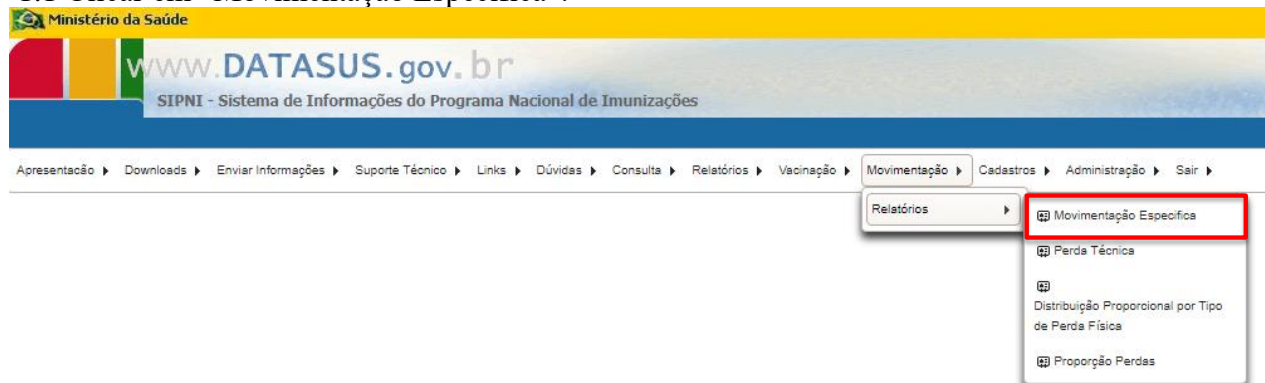 Ministério da Saúde
www.DATASUS.gov.br
SIPNI - Sistema de Informações do Programa Nacional de Imunizações
Apresentacão Downloads Enviar Informações Suporte Técnico Links Dúvidas Consulta Relatórios Vacinação Movimentação Cadastros Administração Sair
Relatórios
Movimentação Especifica
Perda Técnica
Distribuição Proporcional por Tipo
de Perda Física
Proporção Perdas